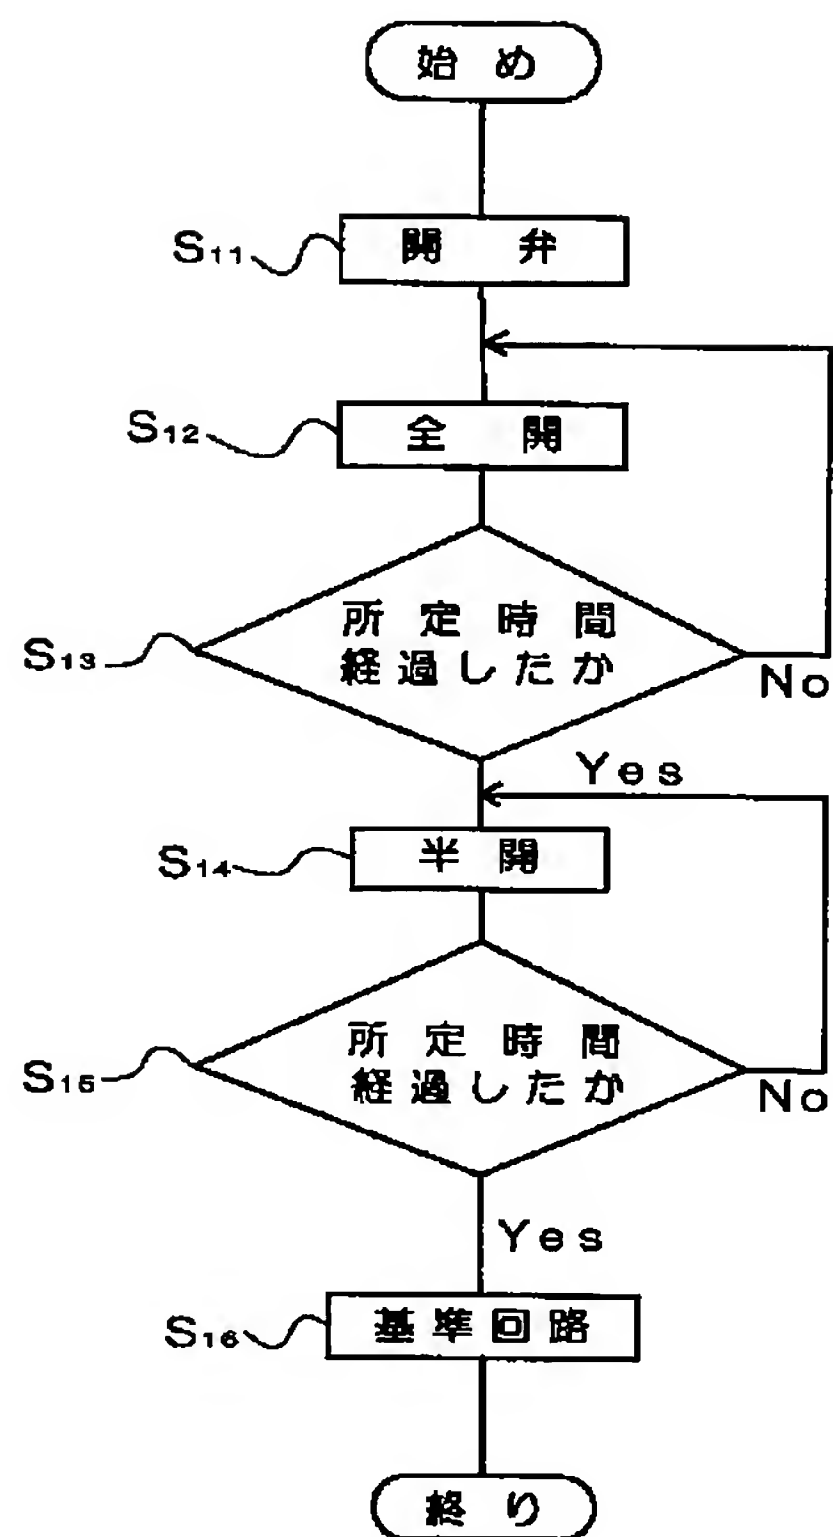 始め
S11
開弁
S12
全開
S13
所定時間
経過したか
No
Yes
S14
半開
S15
所定時間
経過したか
No
Yes
S16
基準回路
終り